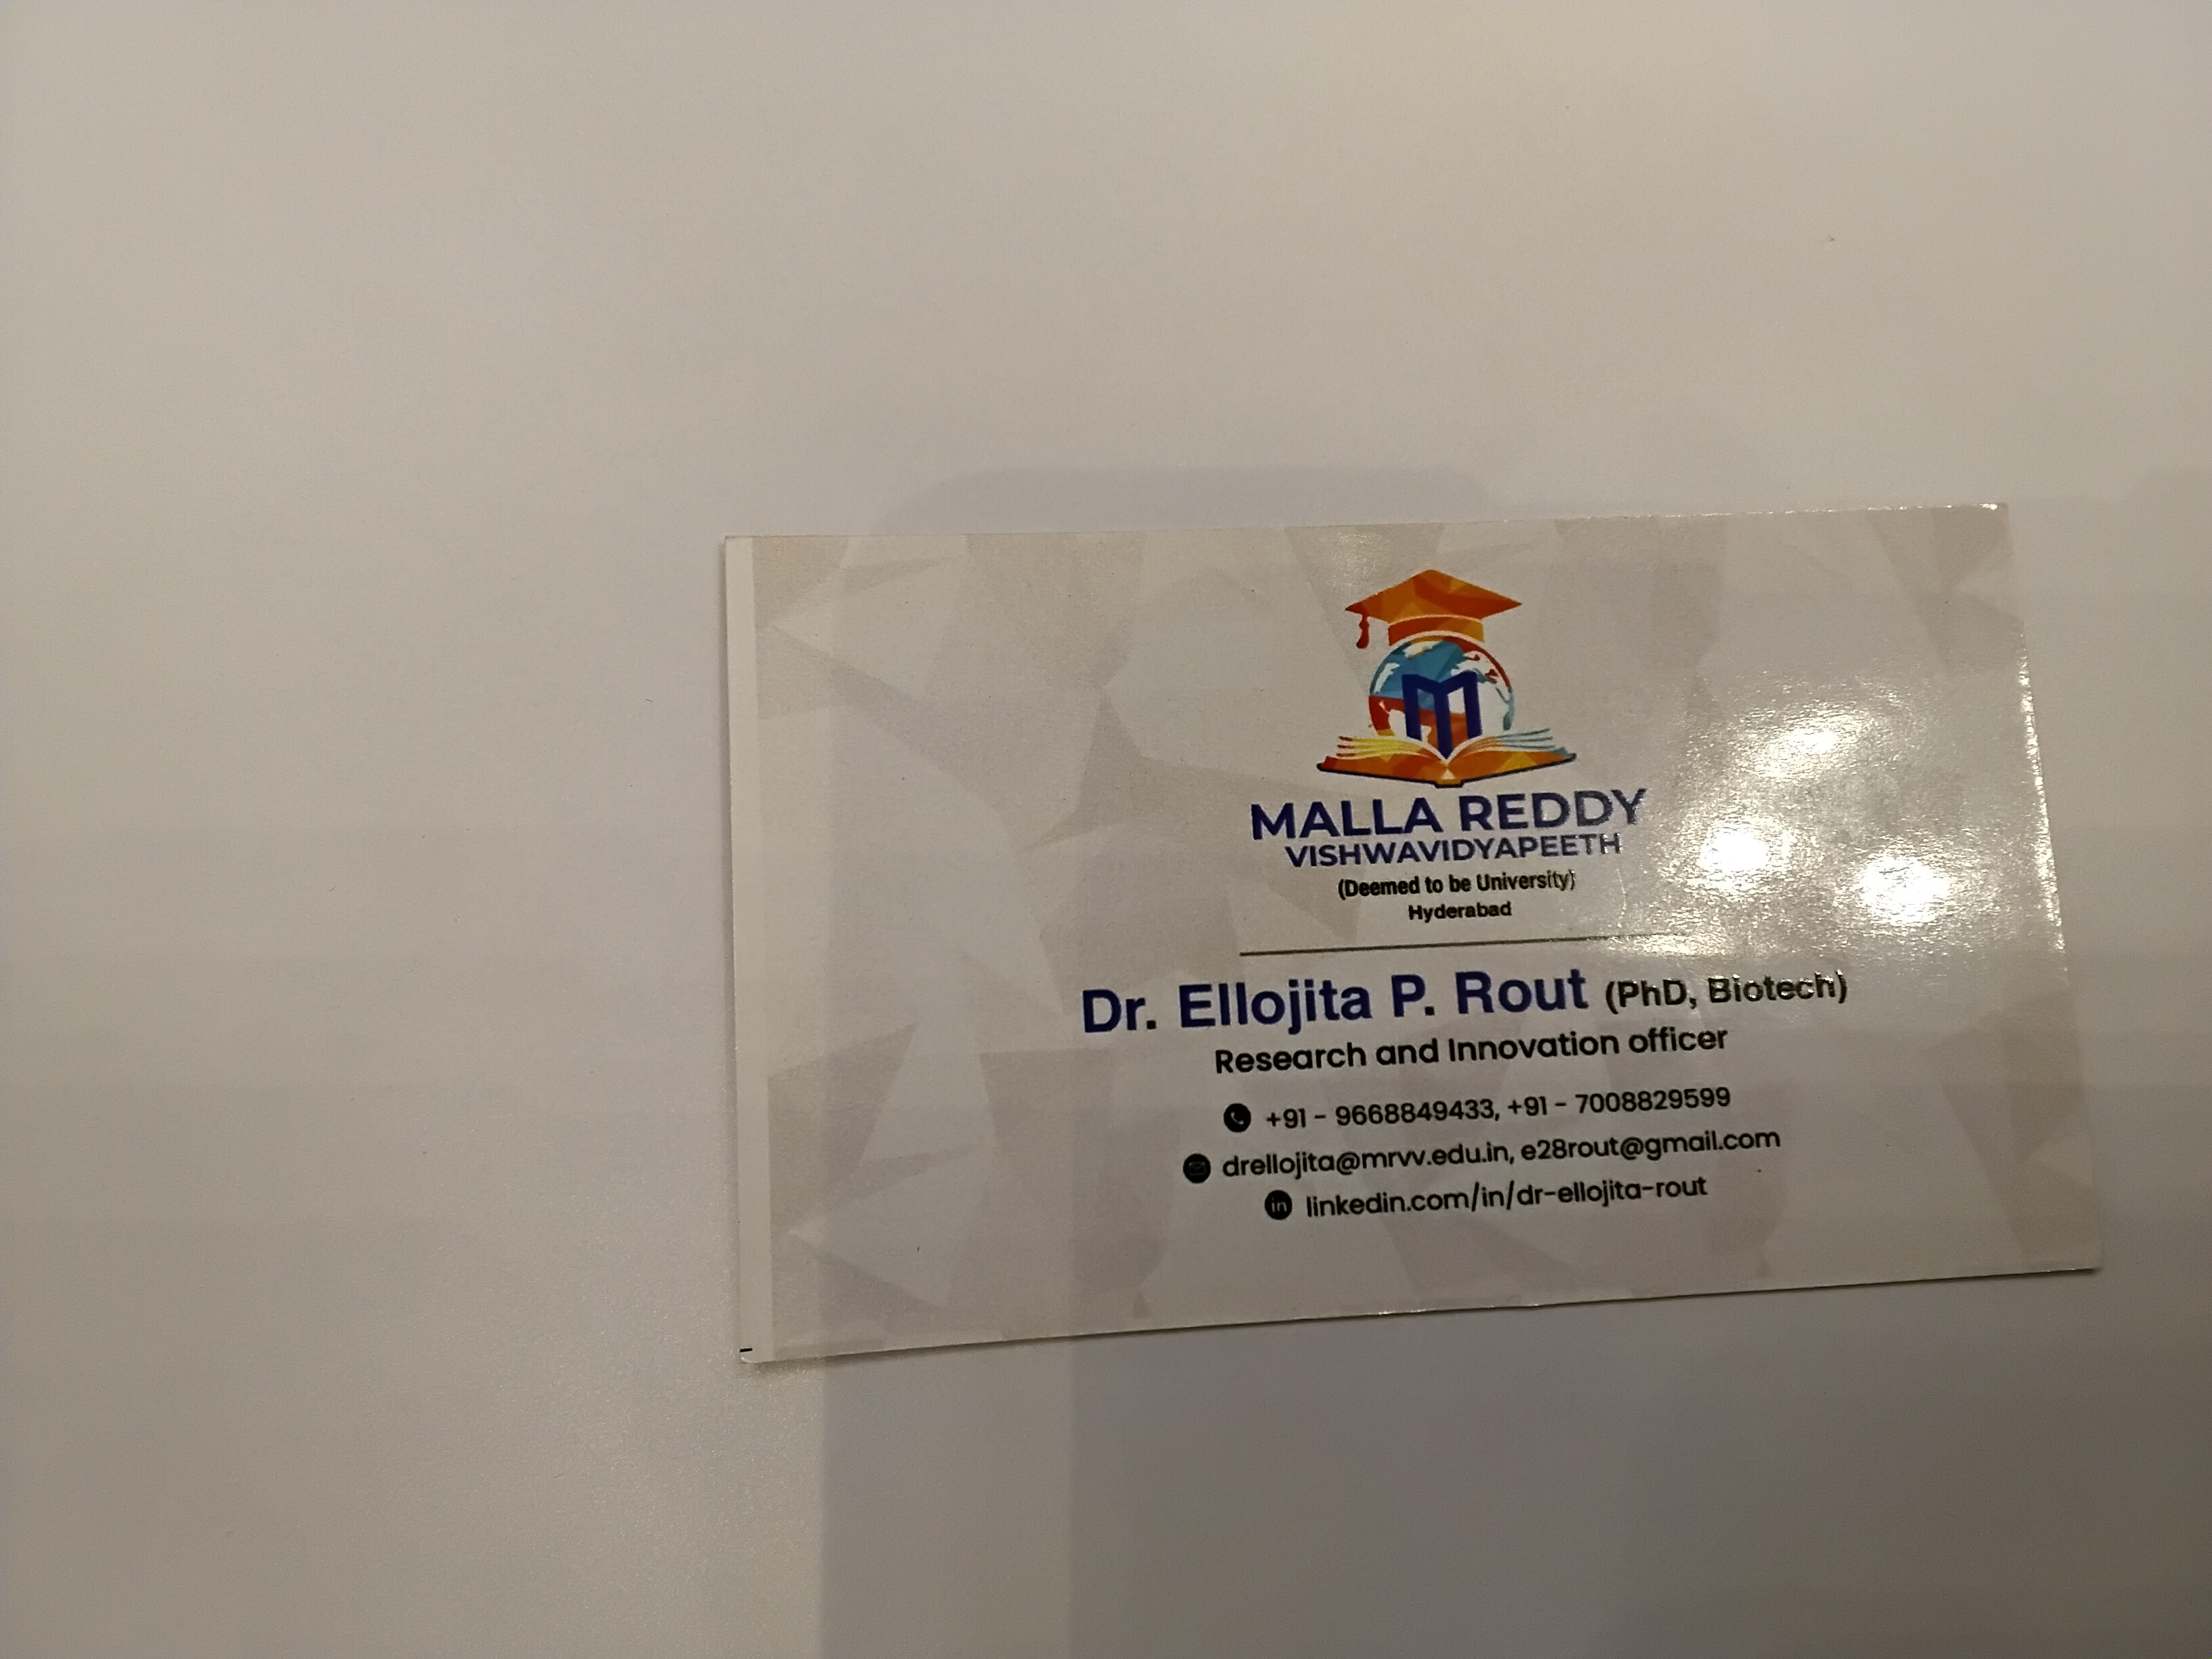 MALLA REDDY
VISHWAVIDYAPEETH
(Deemed to be University)
Hyderabad
Dr. Ellojita P. Rout (PhD, Biotech)
Research and Innovation officer
+91 - 9668849433, +91 - 7008829599
drellojita@mrvv.edu.in, e28rout@gmail.com
in linkedin.com/in/dr-ellojita-rout